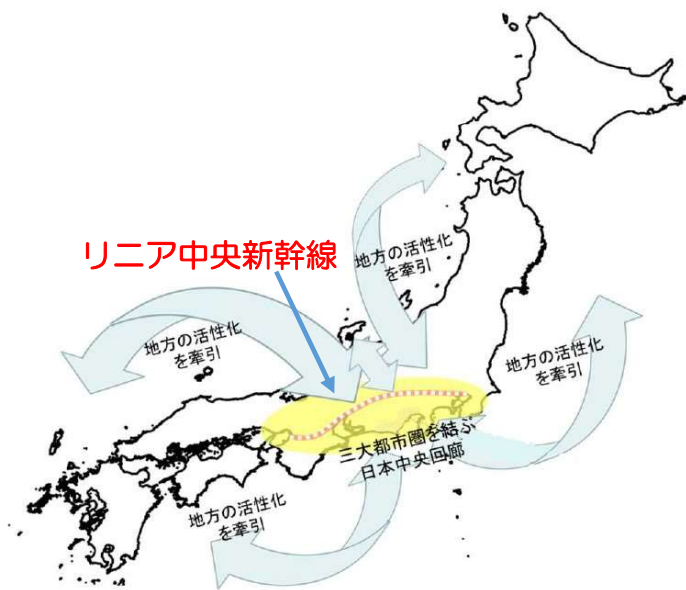 地方の活性化
を牽引
リニア中央新幹線
地方の活性化
を牽引
地方の活性化
を牽引
三大都市圏を結ぶ
日本中央回廊
地方の活性化
を牽引